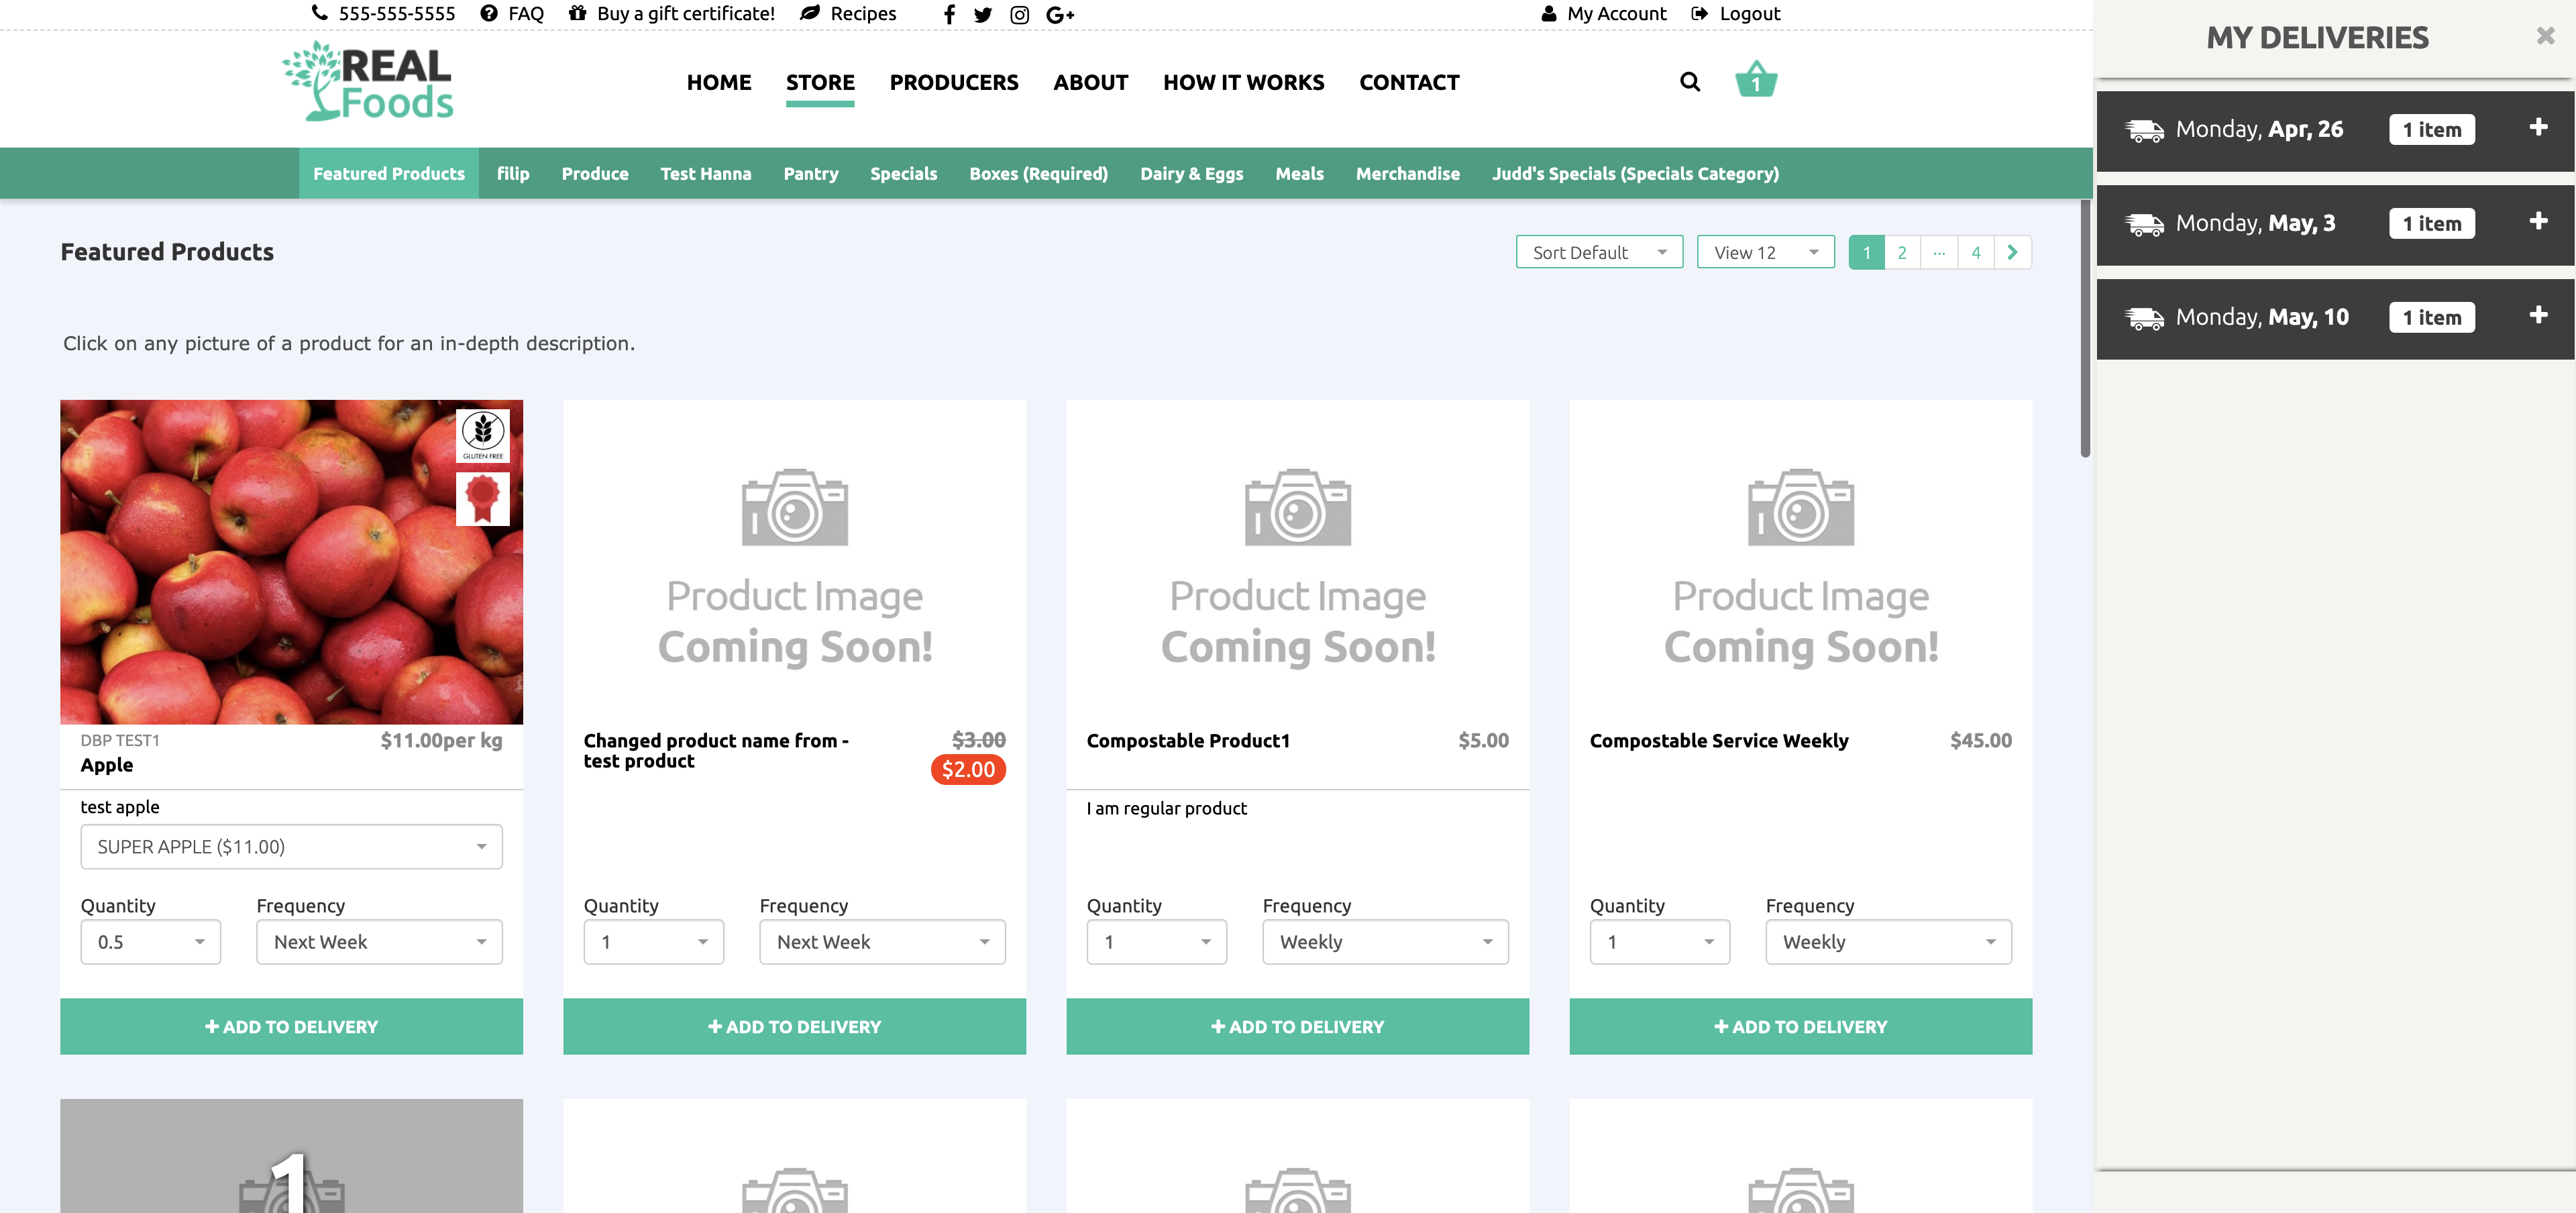 555-555-5555 FAQ Buy a gift certificate! Recipes G+ My Account Logout
REAL
Foods
HOME STORE PRODUCERS ABOUT HOW IT WORKS CONTACT 1
Featured Products filip Produce Test Hanna Pantry Specials Boxes (Required) Dairy & Eggs Meals Merchandise Judd's Specials (Specials Category)
Featured Products Sort Default View 12 1 2 ... 4
Click on any picture of a product for an in-depth description.
GLUTEN FREE
Product Image
Coming Soon!
DBP TEST1 $11.00per kg
Apple
test apple
SUPER APPLE ($11.00)
Quantity Frequency
0.5 Next Week
+ ADD TO DELIVERY
Changed product name from - $3.00
test product $2.00
Quantity Frequency
1 Next Week
+ ADD TO DELIVERY
Product Image
Coming Soon!
Compostable Product1 $5.00
I am regular product
Quantity Frequency
1 Weekly
+ ADD TO DELIVERY
Product Image
Coming Soon!
Compostable Service Weekly $45.00
Quantity Frequency
1 Weekly
+ ADD TO DELIVERY
1
MY DELIVERIES
Monday, Apr, 26 1 item +
Monday, May, 3 1 item +
Monday, May, 10 1 item +